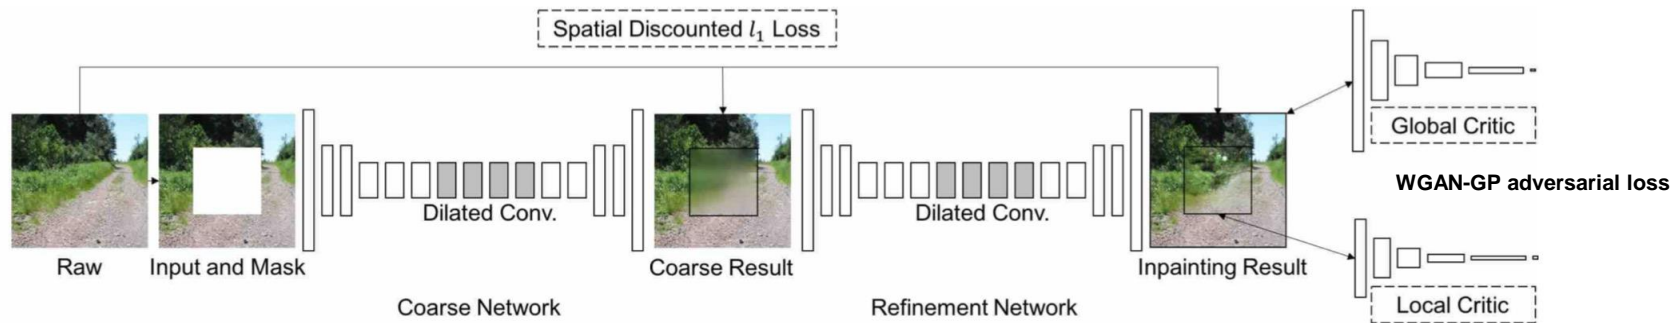 Spatial Discounted l₁ Loss
Global Critic
WGAN-GP adversarial loss
Dilated Conv.
Dilated Conv.
Raw
Input and Mask
Coarse Result
Inpainting Result
Coarse Network
Refinement Network
Local Critic